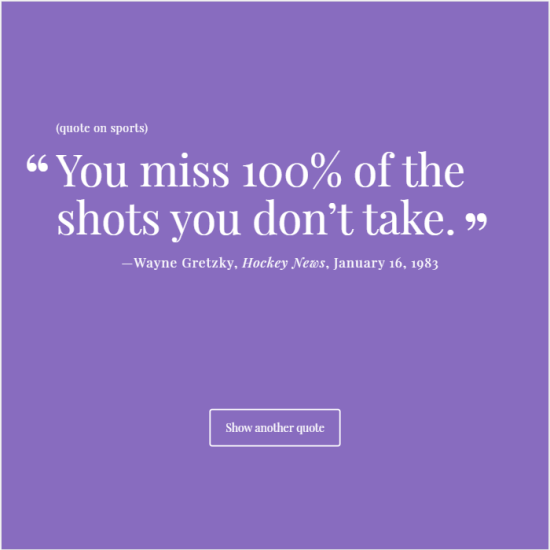 (quote on sports)
“You miss 100% of the
shots you don’t take.”
—Wayne Gretzky, Hockey News, January 16, 1983
Show another quote